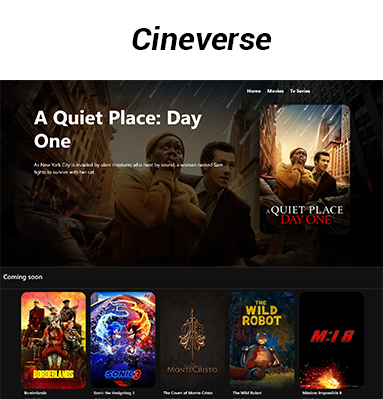 Cineverse
Home Movies Tv Series
A Quiet Place: Day
One
As New York City is invaded by alien creatures who hunt by sound, a woman named Sam
fights to survive with her cat.
A QUIET PLACE
DAY ONE
Coming soon
BORDERLANDS
SONIC 3
THE COUNT OF
MONTE CRISTO
THE
WILD
ROBOT
M:I 8
Borderlands
Sonic the Hedgehog 3
The Count of Monte-Cristo
The Wild Robot
Mission: Impossible 8